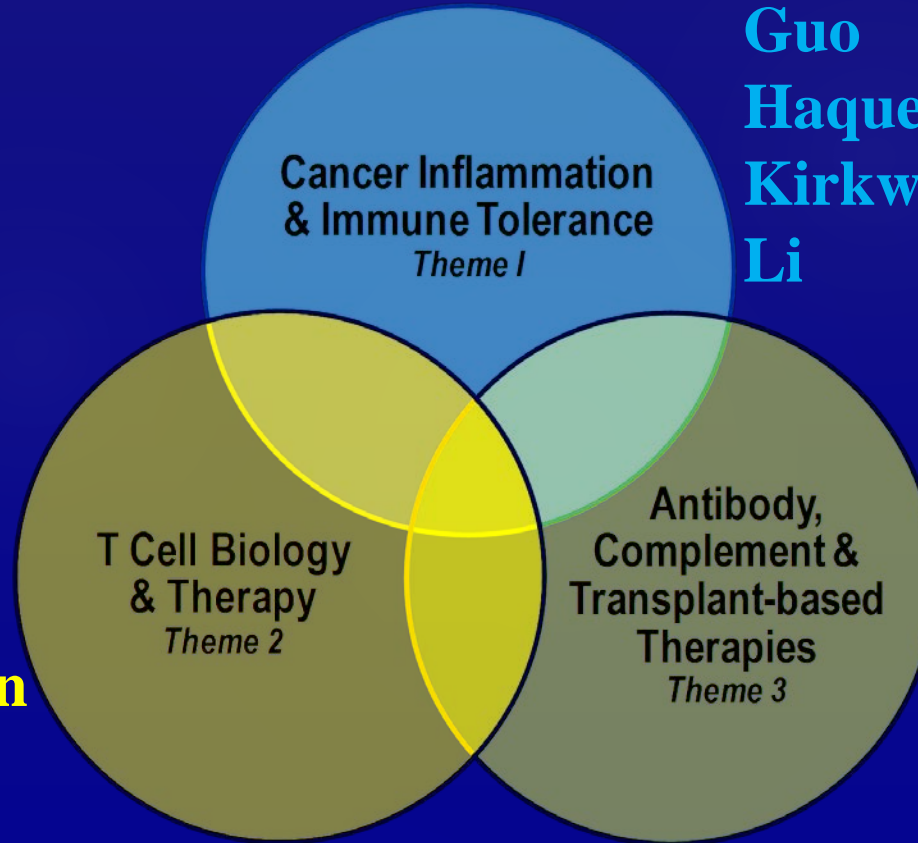 Guo
Haque
Kirkw
Li
Cancer Inflammation
& Immune Tolerance
Theme I
T Cell Biology
& Therapy
Theme 2
n
Antibody,
Complement &
Transplant-based
Therapies
Theme 3